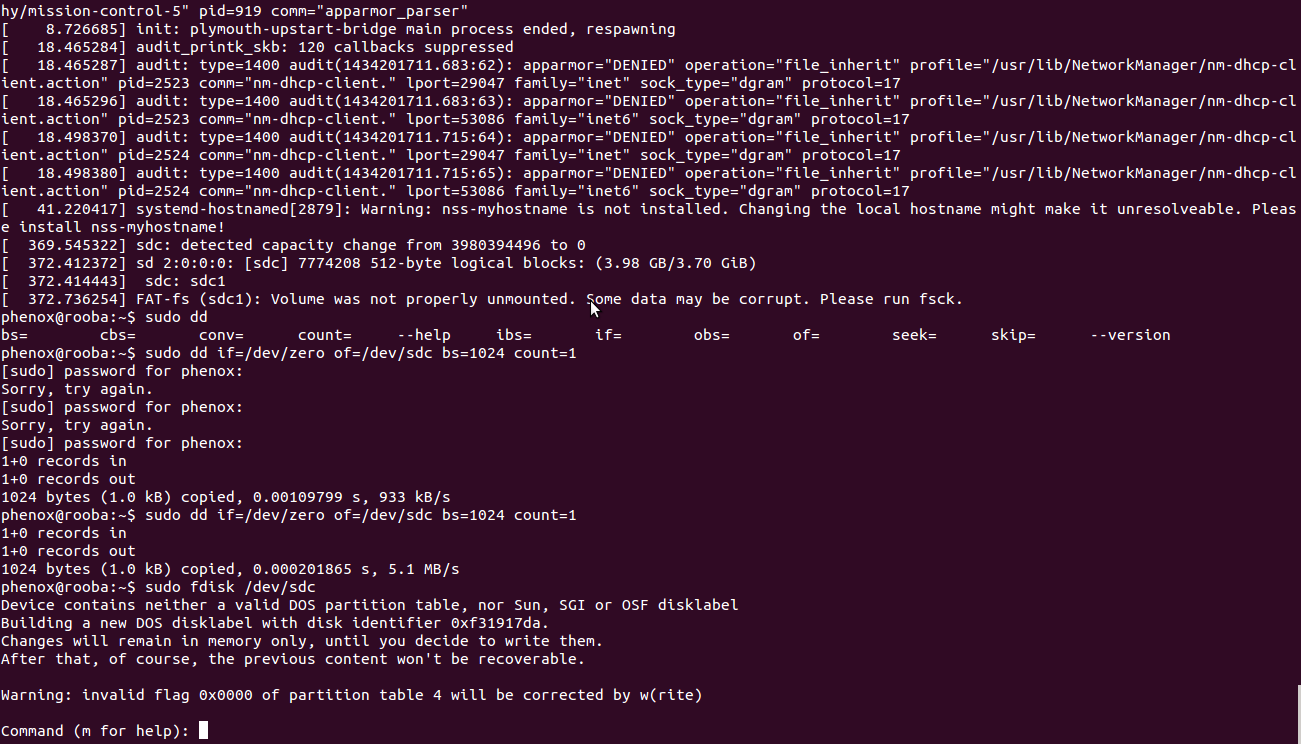 hy/mission-control-5" pid=919 comm="apparmor_parser"
[    8.726685] init: plymouth-upstart-bridge main process ended, respawning
[   18.465284] audit_printk_skb: 120 callbacks suppressed
[   18.465287] audit: type=1400 audit(1434201711.683:62): apparmor="DENIED" operation="file_inherit" profile="/usr/lib/NetworkManager/nm-dhcp-cl
ient.action" pid=2523 comm="nm-dhcp-client." lport=29047 family="inet" sock_type="dgram" protocol=17
[   18.465296] audit: type=1400 audit(1434201711.683:63): apparmor="DENIED" operation="file_inherit" profile="/usr/lib/NetworkManager/nm-dhcp-cl
ient.action" pid=2523 comm="nm-dhcp-client." lport=53086 family="inet6" sock_type="dgram" protocol=17
[   18.498370] audit: type=1400 audit(1434201711.715:64): apparmor="DENIED" operation="file_inherit" profile="/usr/lib/NetworkManager/nm-dhcp-cl
ient.action" pid=2524 comm="nm-dhcp-client." lport=29047 family="inet" sock_type="dgram" protocol=17
[   18.498380] audit: type=1400 audit(1434201711.715:65): apparmor="DENIED" operation="file_inherit" profile="/usr/lib/NetworkManager/nm-dhcp-cl
ient.action" pid=2524 comm="nm-dhcp-client." lport=53086 family="inet6" sock_type="dgram" protocol=17
[   41.220417] systemd-hostnamed[2879]: Warning: nss-myhostname is not installed. Changing the local hostname might make it unresolveable. Pleas
e install nss-myhostname!
[  369.545322] sdc: detected capacity change from 3980394496 to 0
[  372.412372] sd 2:0:0:0: [sdc] 7774208 512-byte logical blocks: (3.98 GB/3.70 GiB)
[  372.414443]  sdc: sdc1
[  372.736254] FAT-fs (sdc1): Volume was not properly unmounted. Some data may be corrupt. Please run fsck.
phenox@rooba:~$ sudo dd
bs=        cbs=       conv=      count=     --help     ibs=       if=        obs=       of=        seek=      skip=      --version
phenox@rooba:~$ sudo dd if=/dev/zero of=/dev/sdc bs=1024 count=1
[sudo] password for phenox:
Sorry, try again.
[sudo] password for phenox:
Sorry, try again.
[sudo] password for phenox:
1+0 records in
1+0 records out
1024 bytes (1.0 kB) copied, 0.00109799 s, 933 kB/s
phenox@rooba:~$ sudo dd if=/dev/zero of=/dev/sdc bs=1024 count=1
1+0 records in
1+0 records out
1024 bytes (1.0 kB) copied, 0.000201865 s, 5.1 MB/s
phenox@rooba:~$ sudo fdisk /dev/sdc
Device contains neither a valid DOS partition table, nor Sun, SGI or OSF disklabel
Building a new DOS disklabel with disk identifier 0xf31917da.
Changes will remain in memory only, until you decide to write them.
After that, of course, the previous content won't be recoverable.
Warning: invalid flag 0x0000 of partition table 4 will be corrected by w(rite)
Command (m for help):